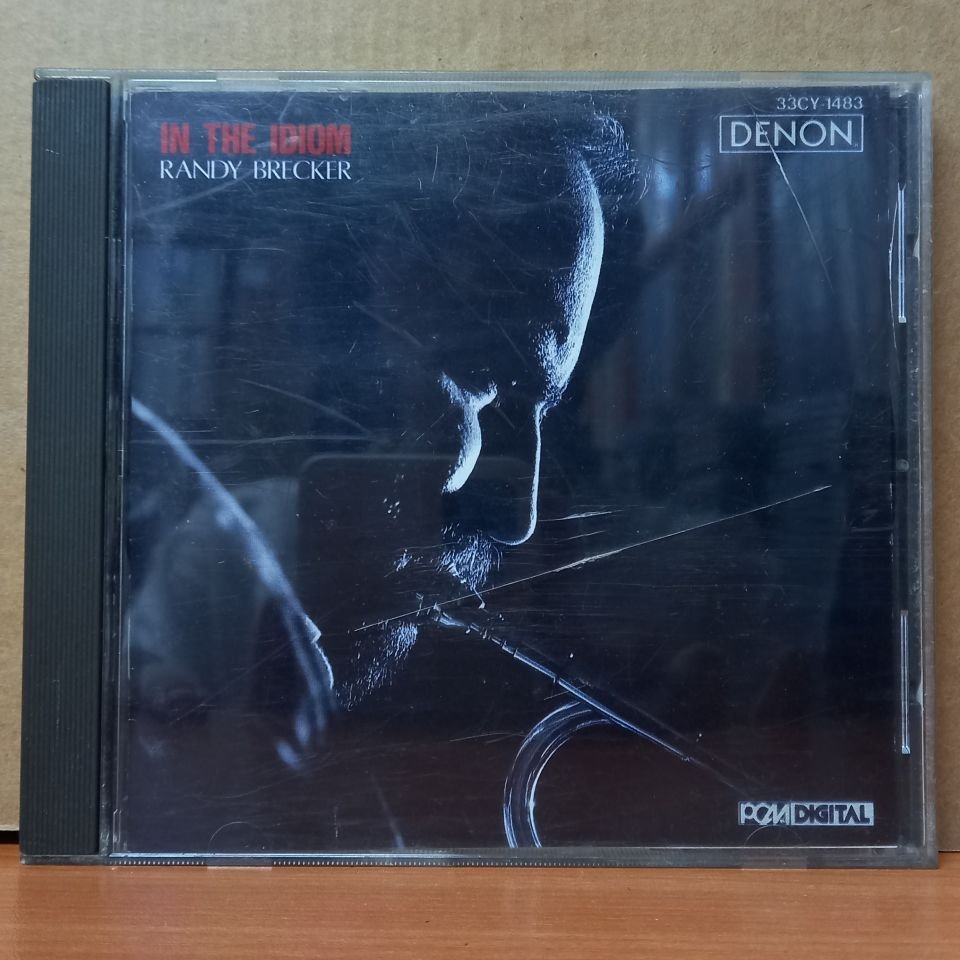 IN THE IDIOM
RANDY BRECKER
33CY-1483
DENON
PCM DIGITAL